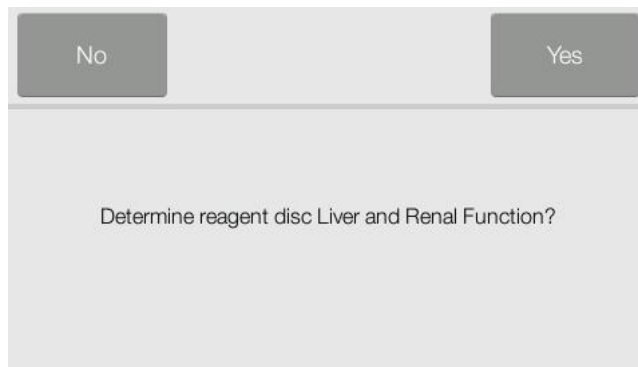 No
Yes
Determine reagent disc Liver and Renal Function?